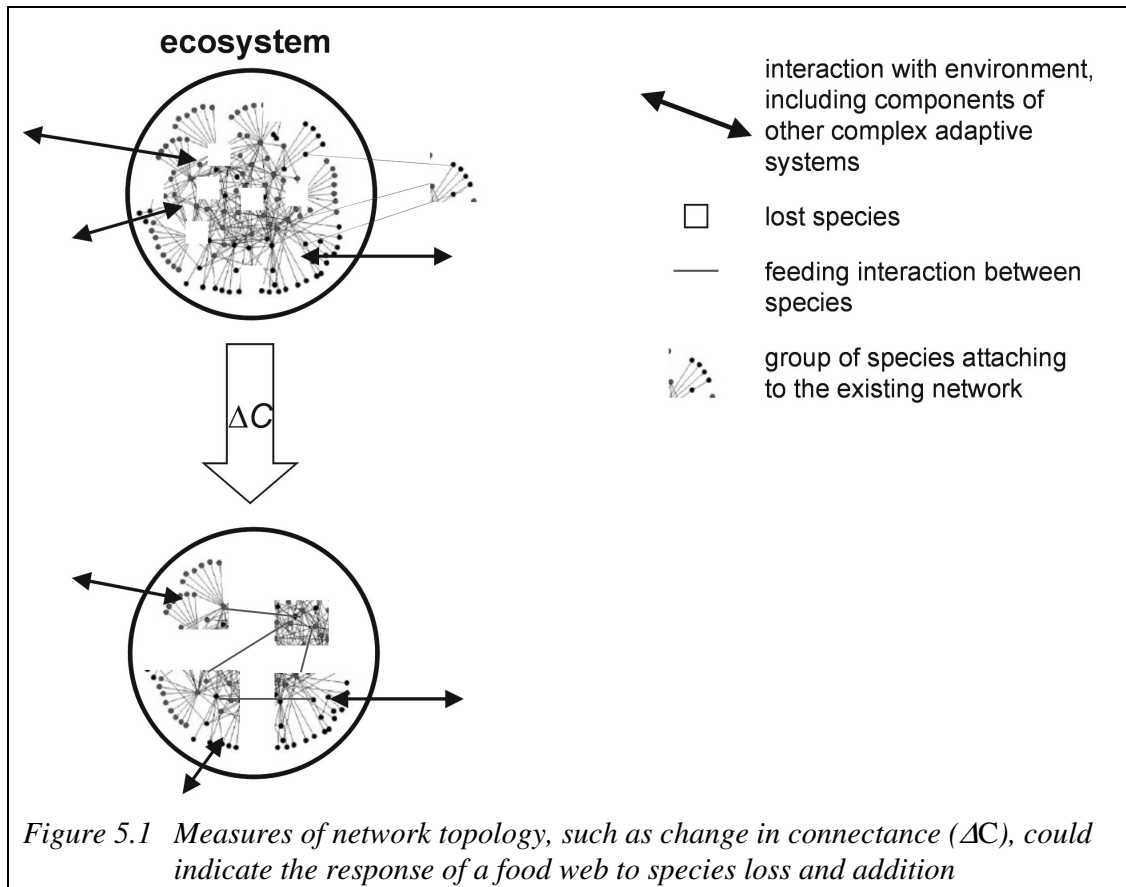 ecosystem
interaction with environment,
including components of
other complex adaptive
systems
lost species
feeding interaction between
species
group of species attaching
to the existing network
ΔC
Figure 5.1 Measures of network topology, such as change in connectance (ΔC), could
indicate the response of a food web to species loss and addition